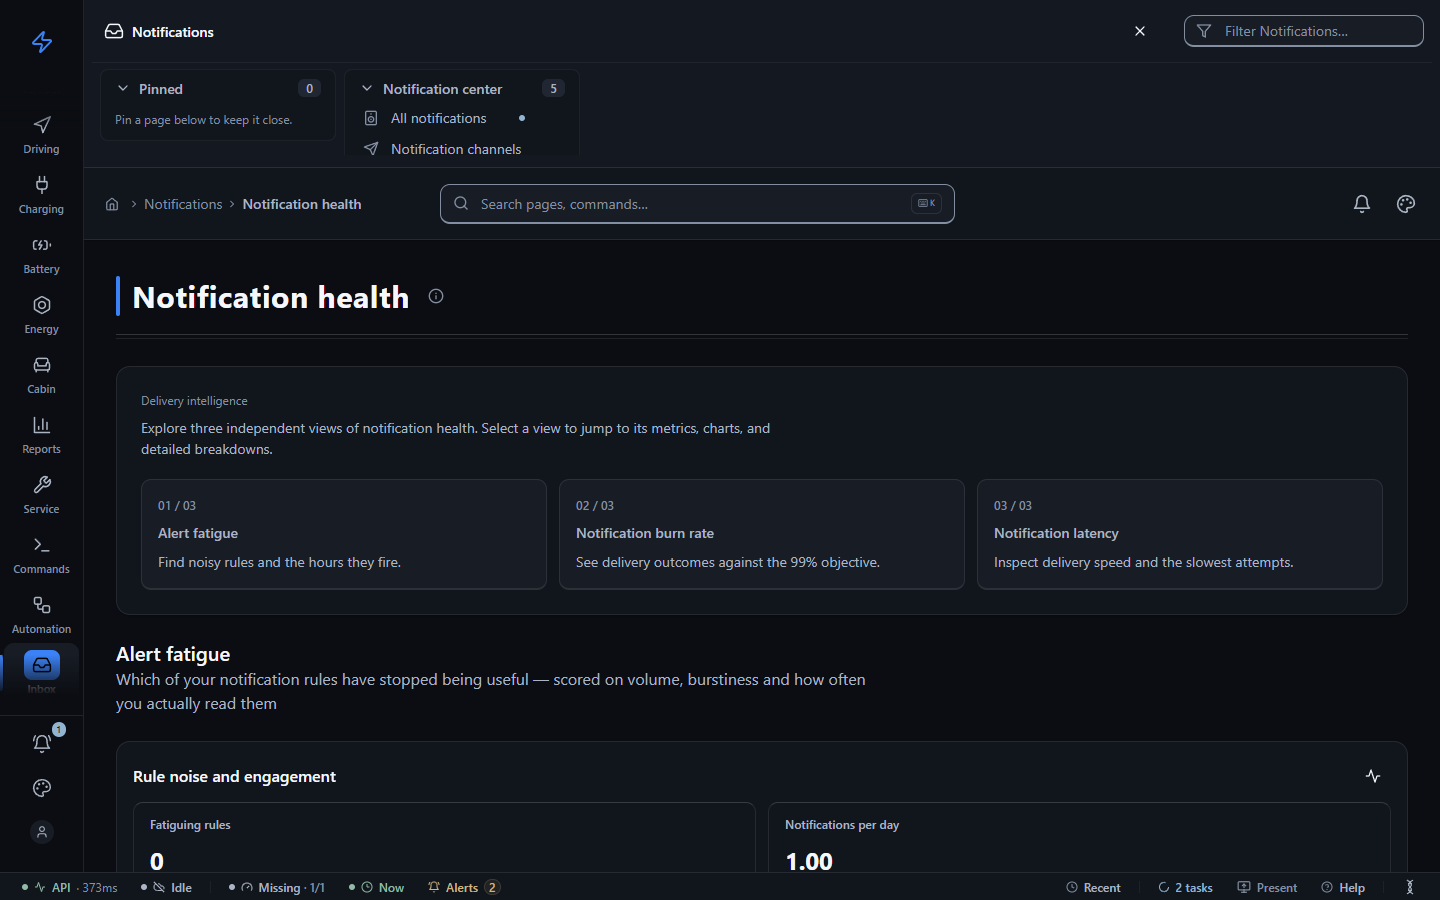 Notifications
Filter Notifications...
Pinned
0
Pin a page below to keep it close.
Notification center
5
All notifications
Notification channels
Driving
Charging
Battery
Energy
Cabin
Reports
Service
Commands
Automation
Inbox
1
Notifications
Notification health
Search pages, commands...
K
Notification health
Delivery intelligence
Explore three independent views of notification health. Select a view to jump to its metrics, charts, and
detailed breakdowns.
01 / 03
Alert fatigue
Find noisy rules and the hours they fire.
02 / 03
Notification burn rate
See delivery outcomes against the 99% objective.
03 / 03
Notification latency
Inspect delivery speed and the slowest attempts.
Alert fatigue
Which of your notification rules have stopped being useful — scored on volume, burstiness and how often
you actually read them
Rule noise and engagement
Fatiguing rules
0
Notifications per day
1.00
API · 373ms
Idle
Missing · 1/1
Now
Alerts 2
Recent
2 tasks
Present
Help